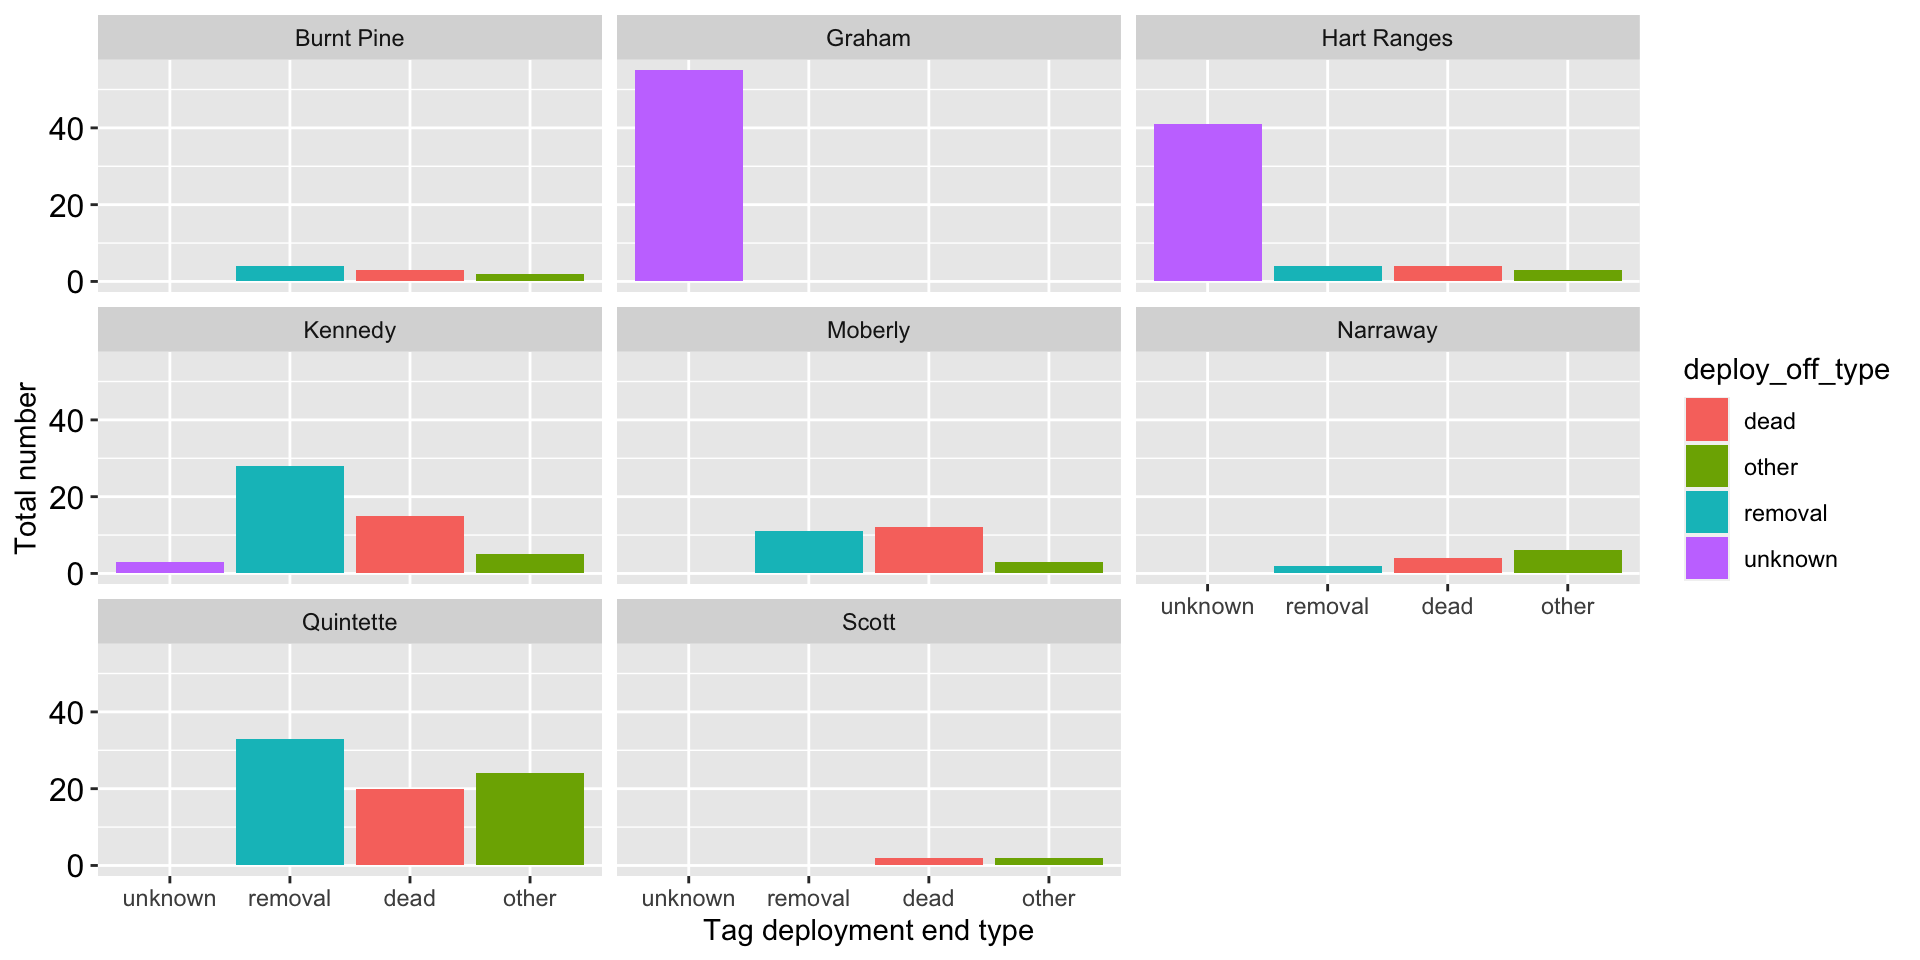 Burnt Pine
Graham
Hart Ranges
40
20
0
Kennedy
Moberly
Narraway
40
20
0
unknown removal dead other
Quintette
Scott
40
20
0
unknown removal dead other
unknown removal dead other
Tag deployment end type
Total number
deploy_off_type
dead
other
removal
unknown